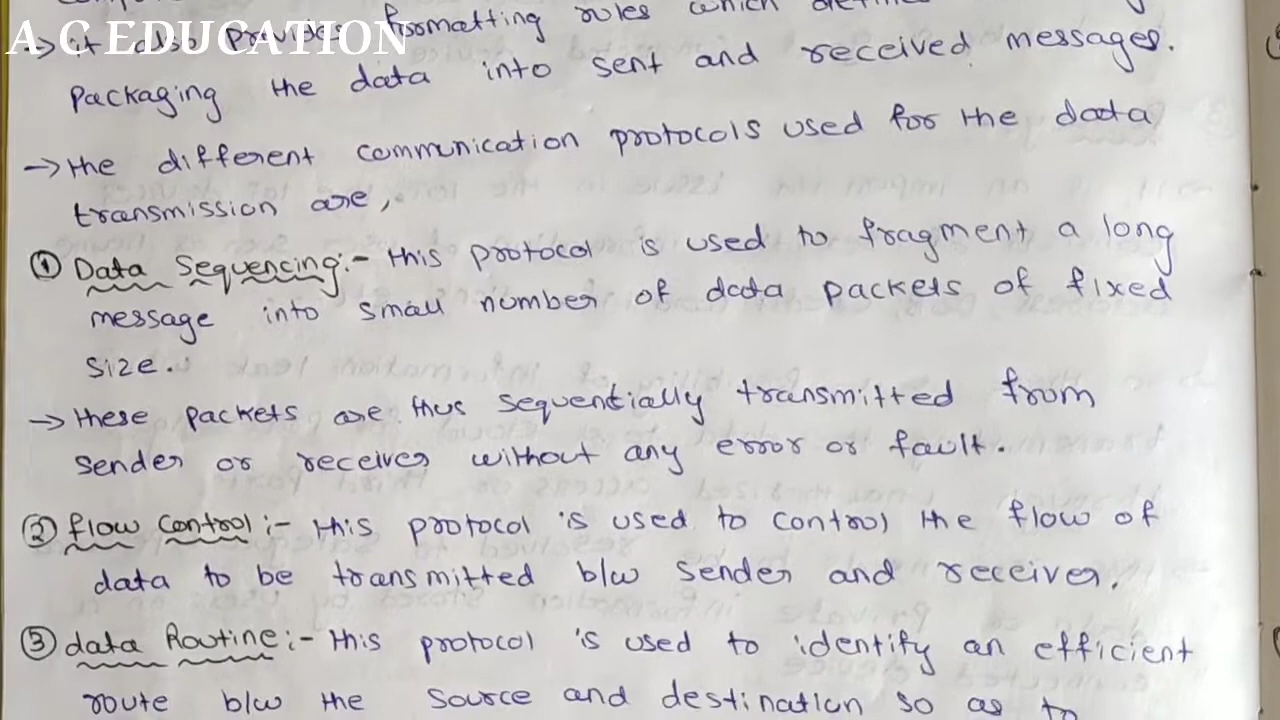 → it also provides formatting rules which
A C EDUCATION
packaging the data into sent and received messages.
→ the different communication protocols used for the data
transmission are,
① Data Sequencing:- this protocol is used to fragment a long
message into small number of data packets of fixed
size.
→ these packets are thus sequentially transmitted from
sender or receiver without any error or fault.
② flow control :- this protocol is used to control the flow of
data to be transmitted b/w sender and receiver.
③ data Routine:- this protocol is used to identify an efficient
route b/w the source and destination so as to